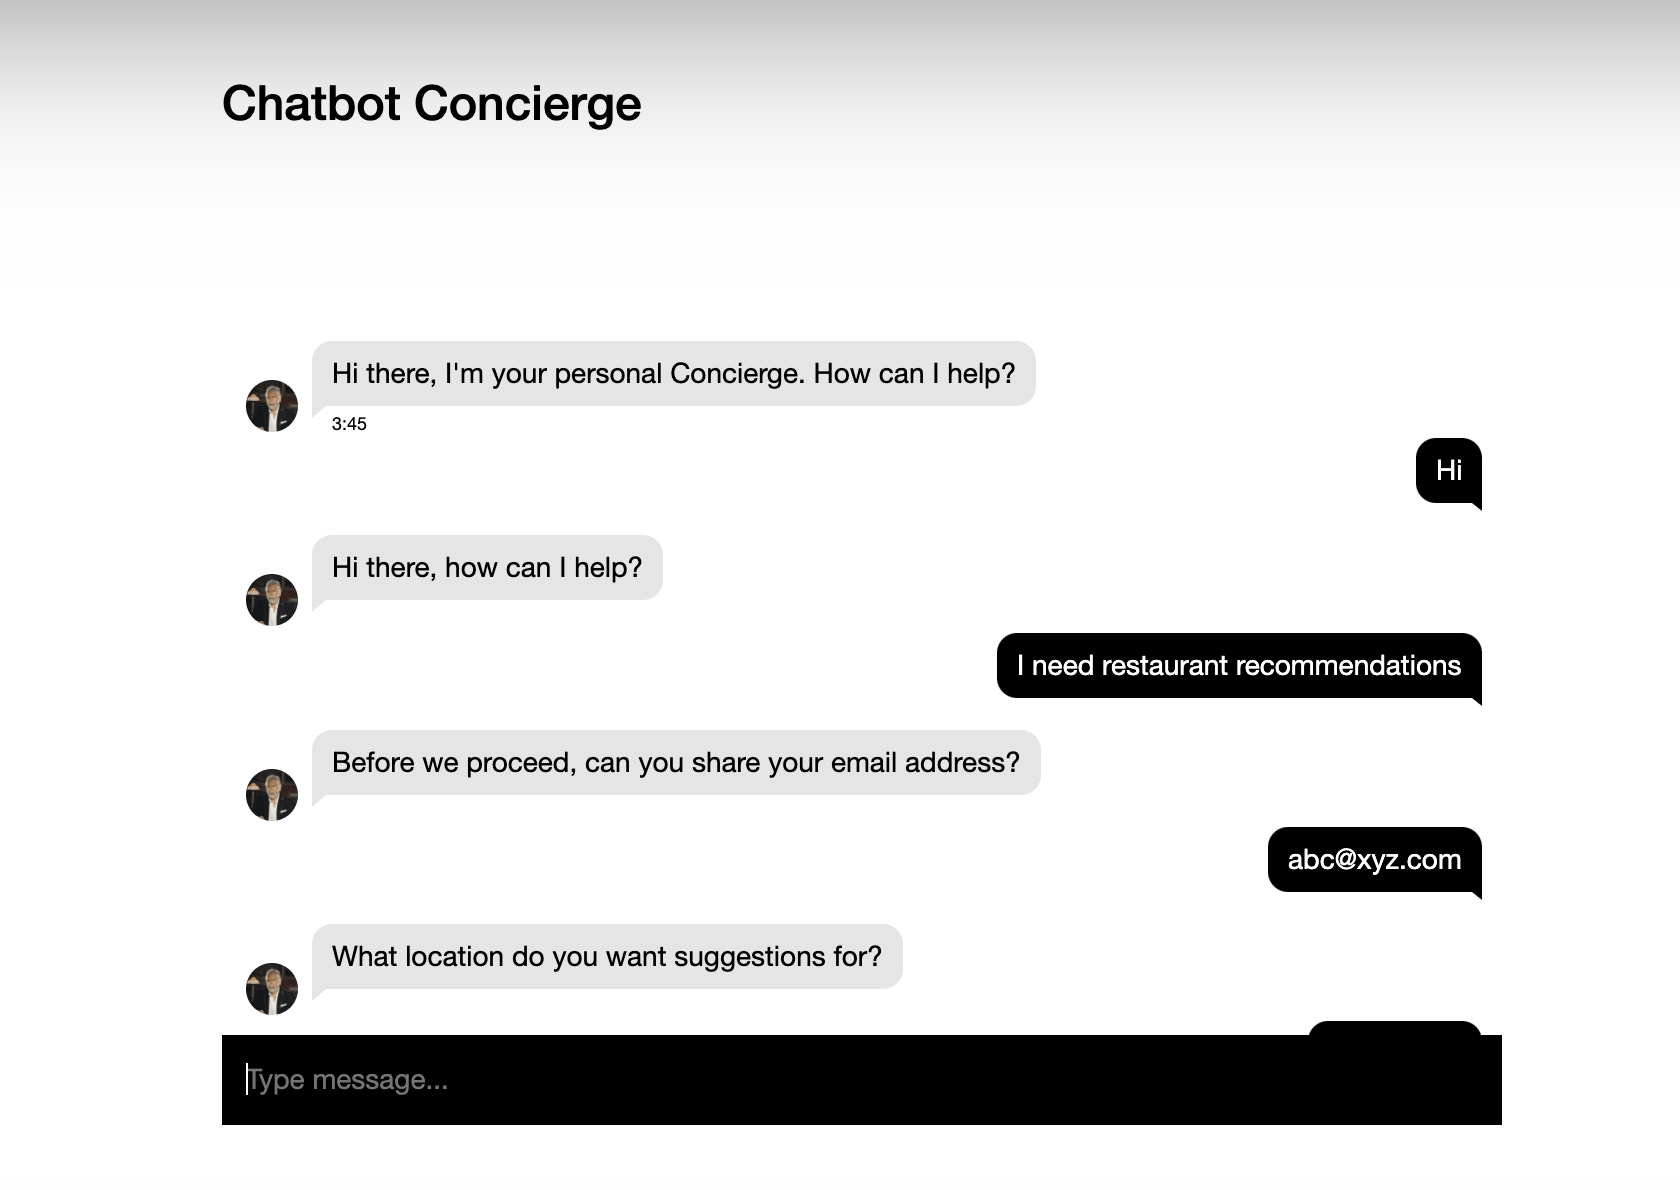 Chatbot Concierge
Hi there, I'm your personal Concierge. How can I help?
3:45
Hi
Hi there, how can I help?
I need restaurant recommendations
Before we proceed, can you share your email address?
abc@xyz.com
What location do you want suggestions for?
Type message...